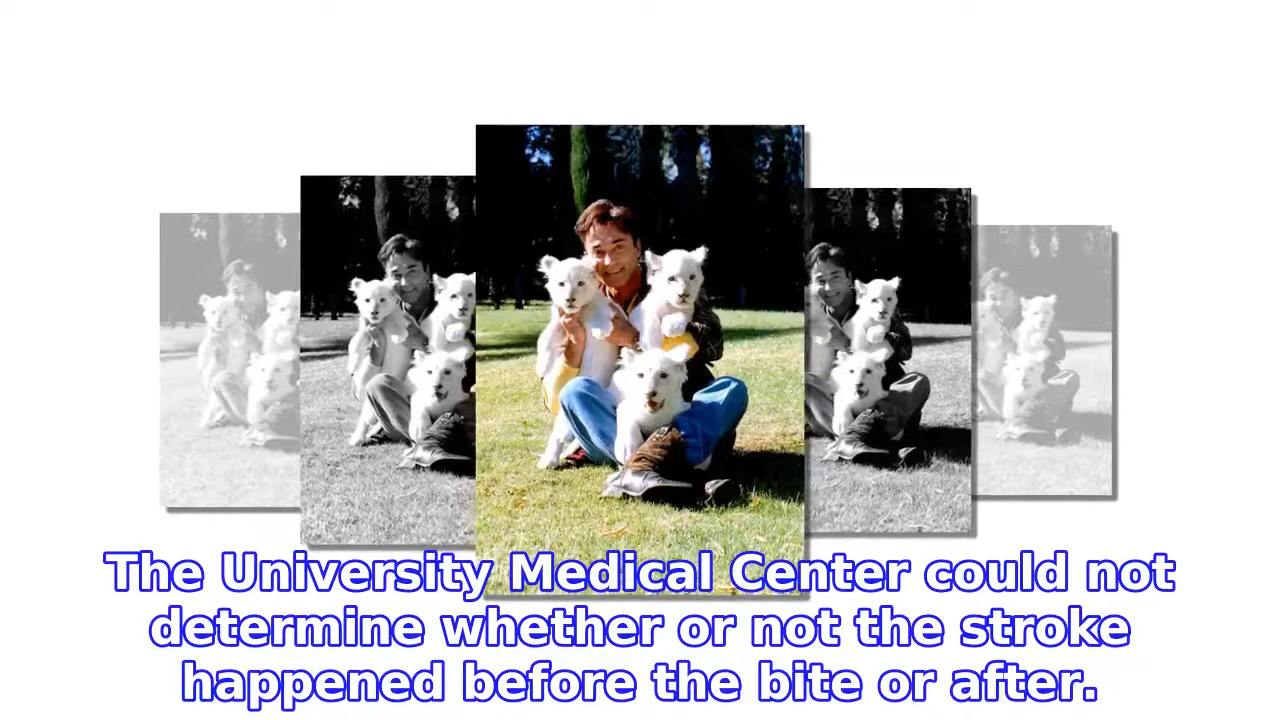 The University Medical Center could not
determine whether or not the stroke
happened before the bite or after.